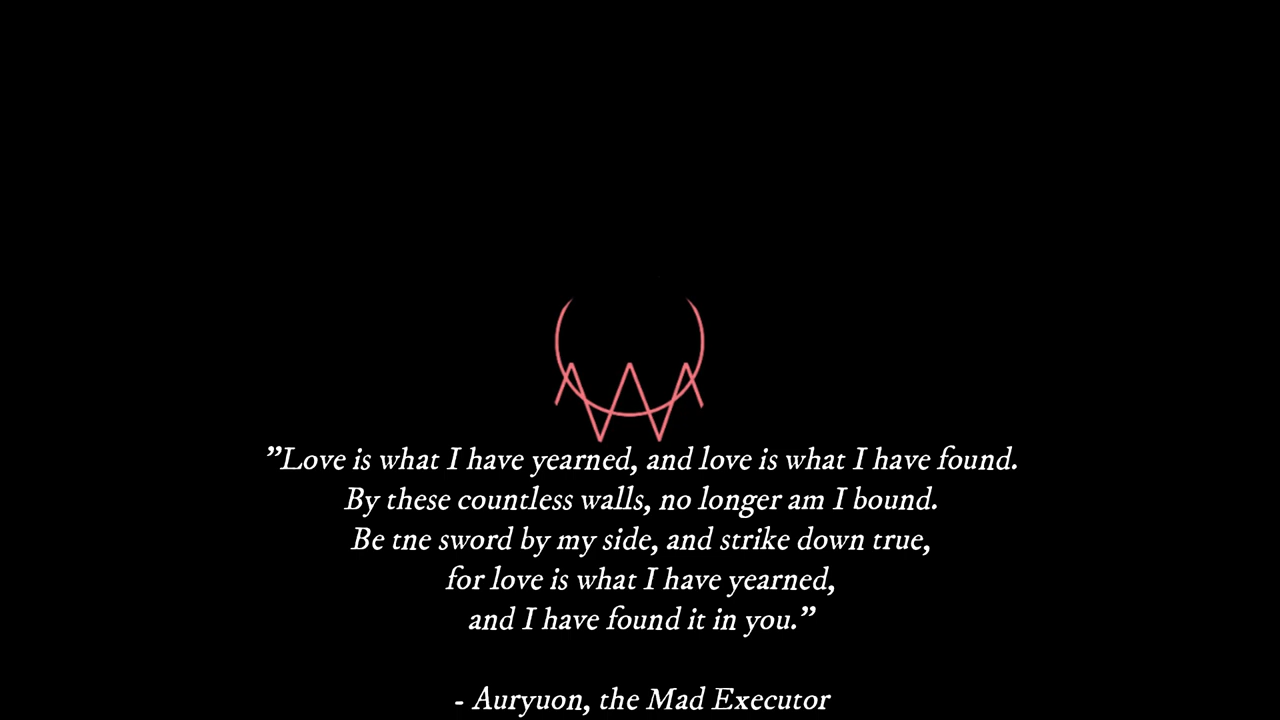 ”Love is what I have yearned, and love is what I have found.
By these countless walls, no longer am I bound.
Be tne sword by my side, and strike down true,
for love is what I have yearned,
and I have found it in you.”
- Auryuon, the Mad Executor